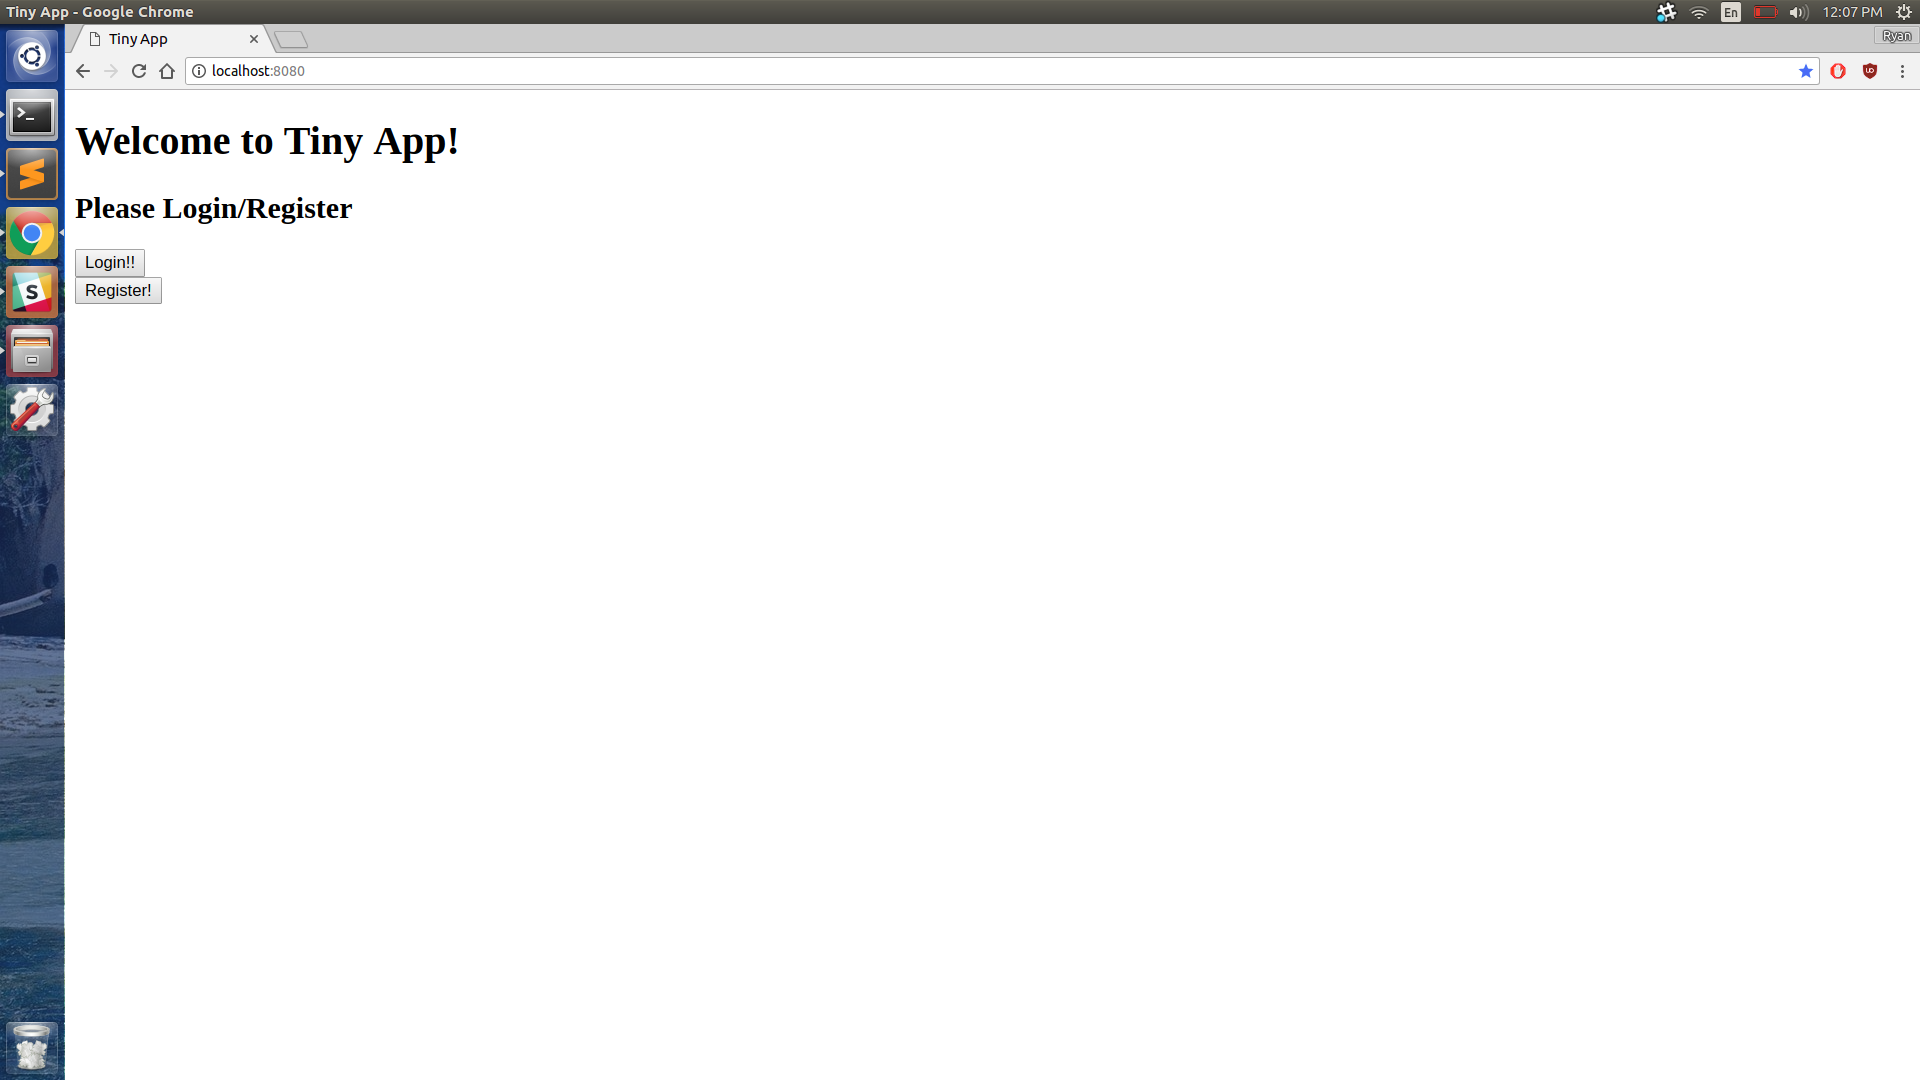 Tiny App - Google Chrome
En
12:07 PM
Tiny App
Ryan
localhost:8080
Welcome to Tiny App!
Please Login/Register
Login!!
Register!